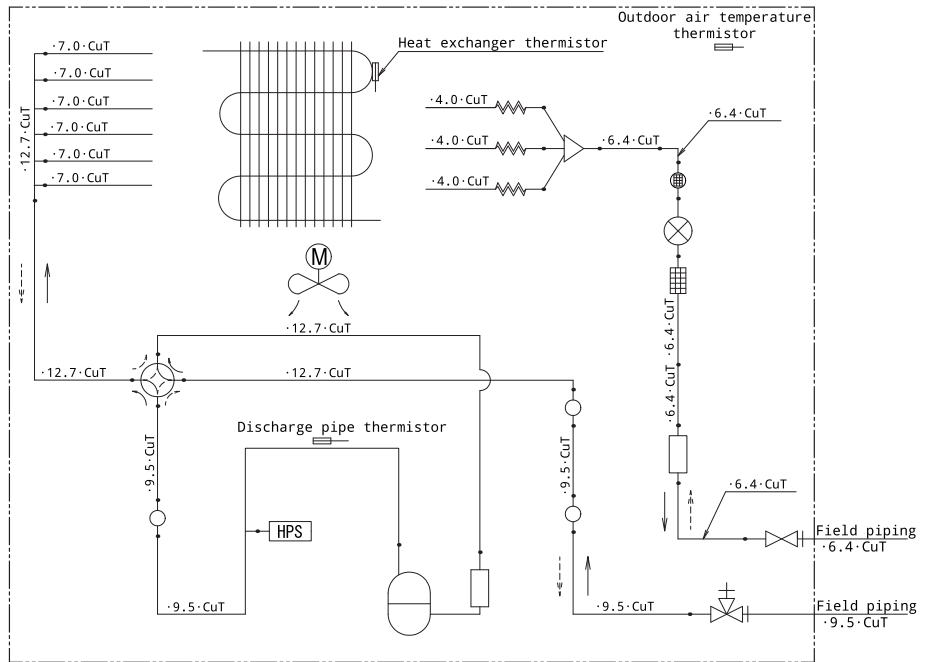 Outdoor air temperature
thermistor
·7.0·CuT
Heat exchanger thermistor
·7.0·CuT
·7.0·CuT
·7.0·CuT
·7.0·CuT
·7.0·CuT
·12.7·CuT
·4.0·CuT
·4.0·CuT
·4.0·CuT
·6.4·CuT
·6.4·CuT
M
·12.7·CuT
·6.4·CuT
·12.7·CuT
·12.7·CuT
·6.4·CuT
Discharge pipe thermistor
·9.5·CuT
·9.5·CuT
·6.4·CuT
HPS
Field piping
·6.4·CuT
·9.5·CuT
·9.5·CuT
Field piping
·9.5·CuT